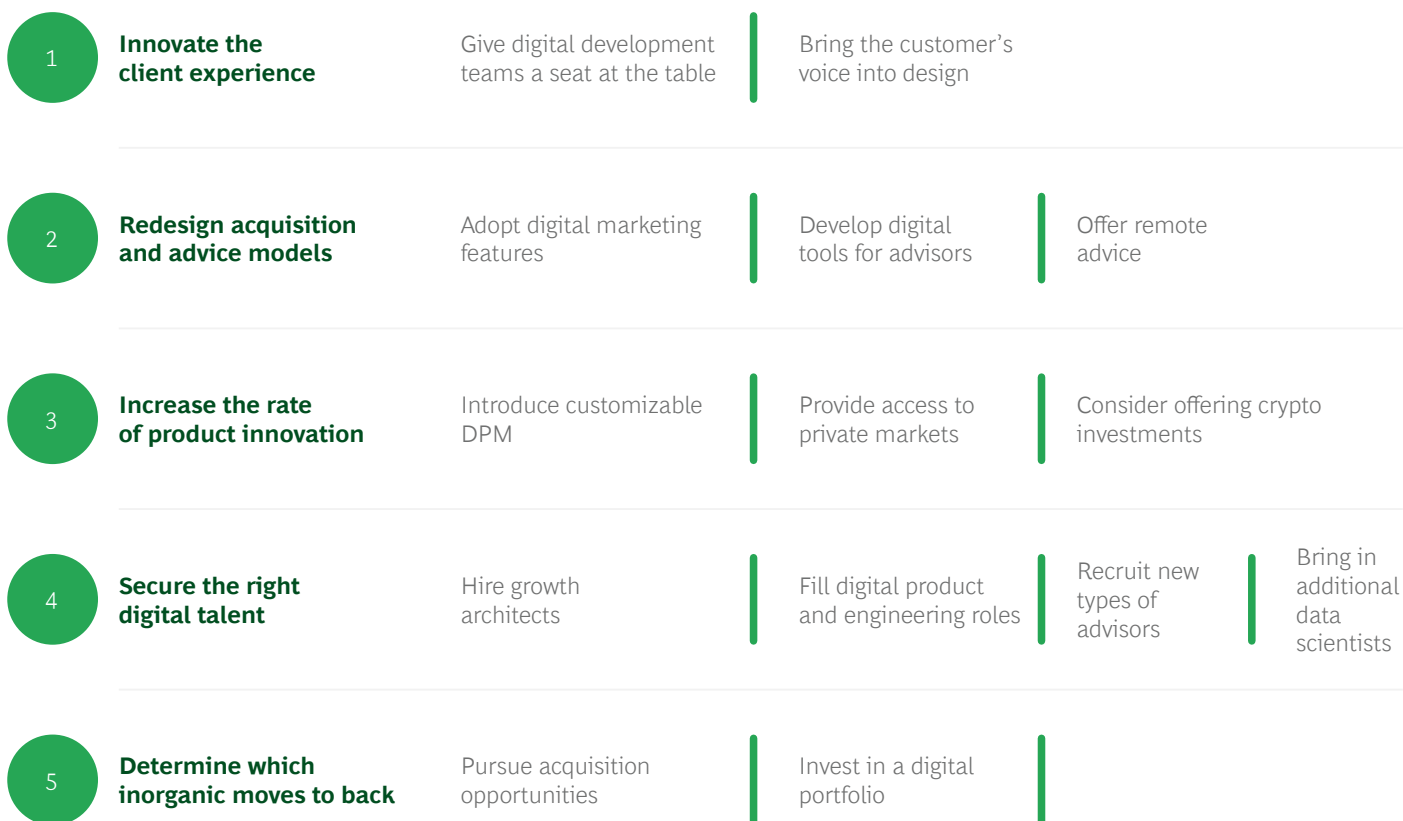 1
Innovate the
client experience
Give digital development
teams a seat at the table
Bring the customer’s
voice into design
2
Redesign acquisition
and advice models
Adopt digital marketing
features
Develop digital
tools for advisors
Offer remote
advice
3
Increase the rate
of product innovation
Introduce customizable
DPM
Provide access to
private markets
Consider offering crypto
investments
4
Secure the right
digital talent
Hire growth
architects
Fill digital product
and engineering roles
Recruit new
types of
advisors
Bring in
additional
data
scientists
5
Determine which
inorganic moves to back
Pursue acquisition
opportunities
Invest in a digital
portfolio